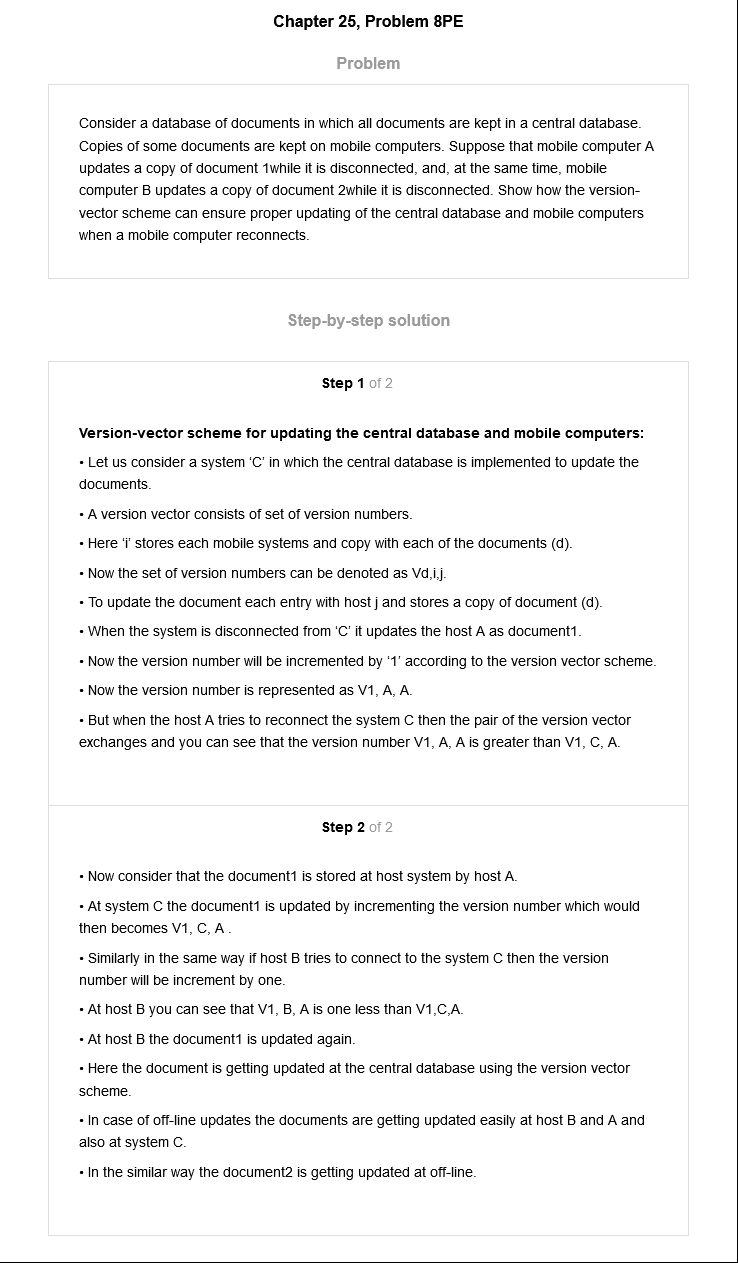 Chapter 25, Problem 8PE
Problem
Consider a database of documents in which all documents are kept in a central database.
Copies of some documents are kept on mobile computers. Suppose that mobile computer A
updates a copy of document 1while it is disconnected, and, at the same time, mobile
computer B updates a copy of document 2while it is disconnected. Show how the version-
vector scheme can ensure proper updating of the central database and mobile computers
when a mobile computer reconnects.
Step-by-step solution
Step 1 of 2
Version-vector scheme for updating the central database and mobile computers:
• Let us consider a system ‘C’ in which the central database is implemented to update the
documents.
• A version vector consists of set of version numbers.
• Here ‘i’ stores each mobile systems and copy with each of the documents (d).
• Now the set of version numbers can be denoted as Vd,i,j.
• To update the document each entry with host j and stores a copy of document (d).
• When the system is disconnected from ‘C’ it updates the host A as document1.
• Now the version number will be incremented by ‘1’ according to the version vector scheme.
• Now the version number is represented as V1, A, A.
• But when the host A tries to reconnect the system C then the pair of the version vector
exchanges and you can see that the version number V1, A, A is greater than V1, C, A.
Step 2 of 2
• Now consider that the document1 is stored at host system by host A.
• At system C the document1 is updated by incrementing the version number which would
then becomes V1, C, A .
• Similarly in the same way if host B tries to connect to the system C then the version
number will be increment by one.
• At host B you can see that V1, B, A is one less than V1,C,A.
• At host B the document1 is updated again.
• Here the document is getting updated at the central database using the version vector
scheme.
• In case of off-line updates the documents are getting updated easily at host B and A and
also at system C.
• In the similar way the document2 is getting updated at off-line.